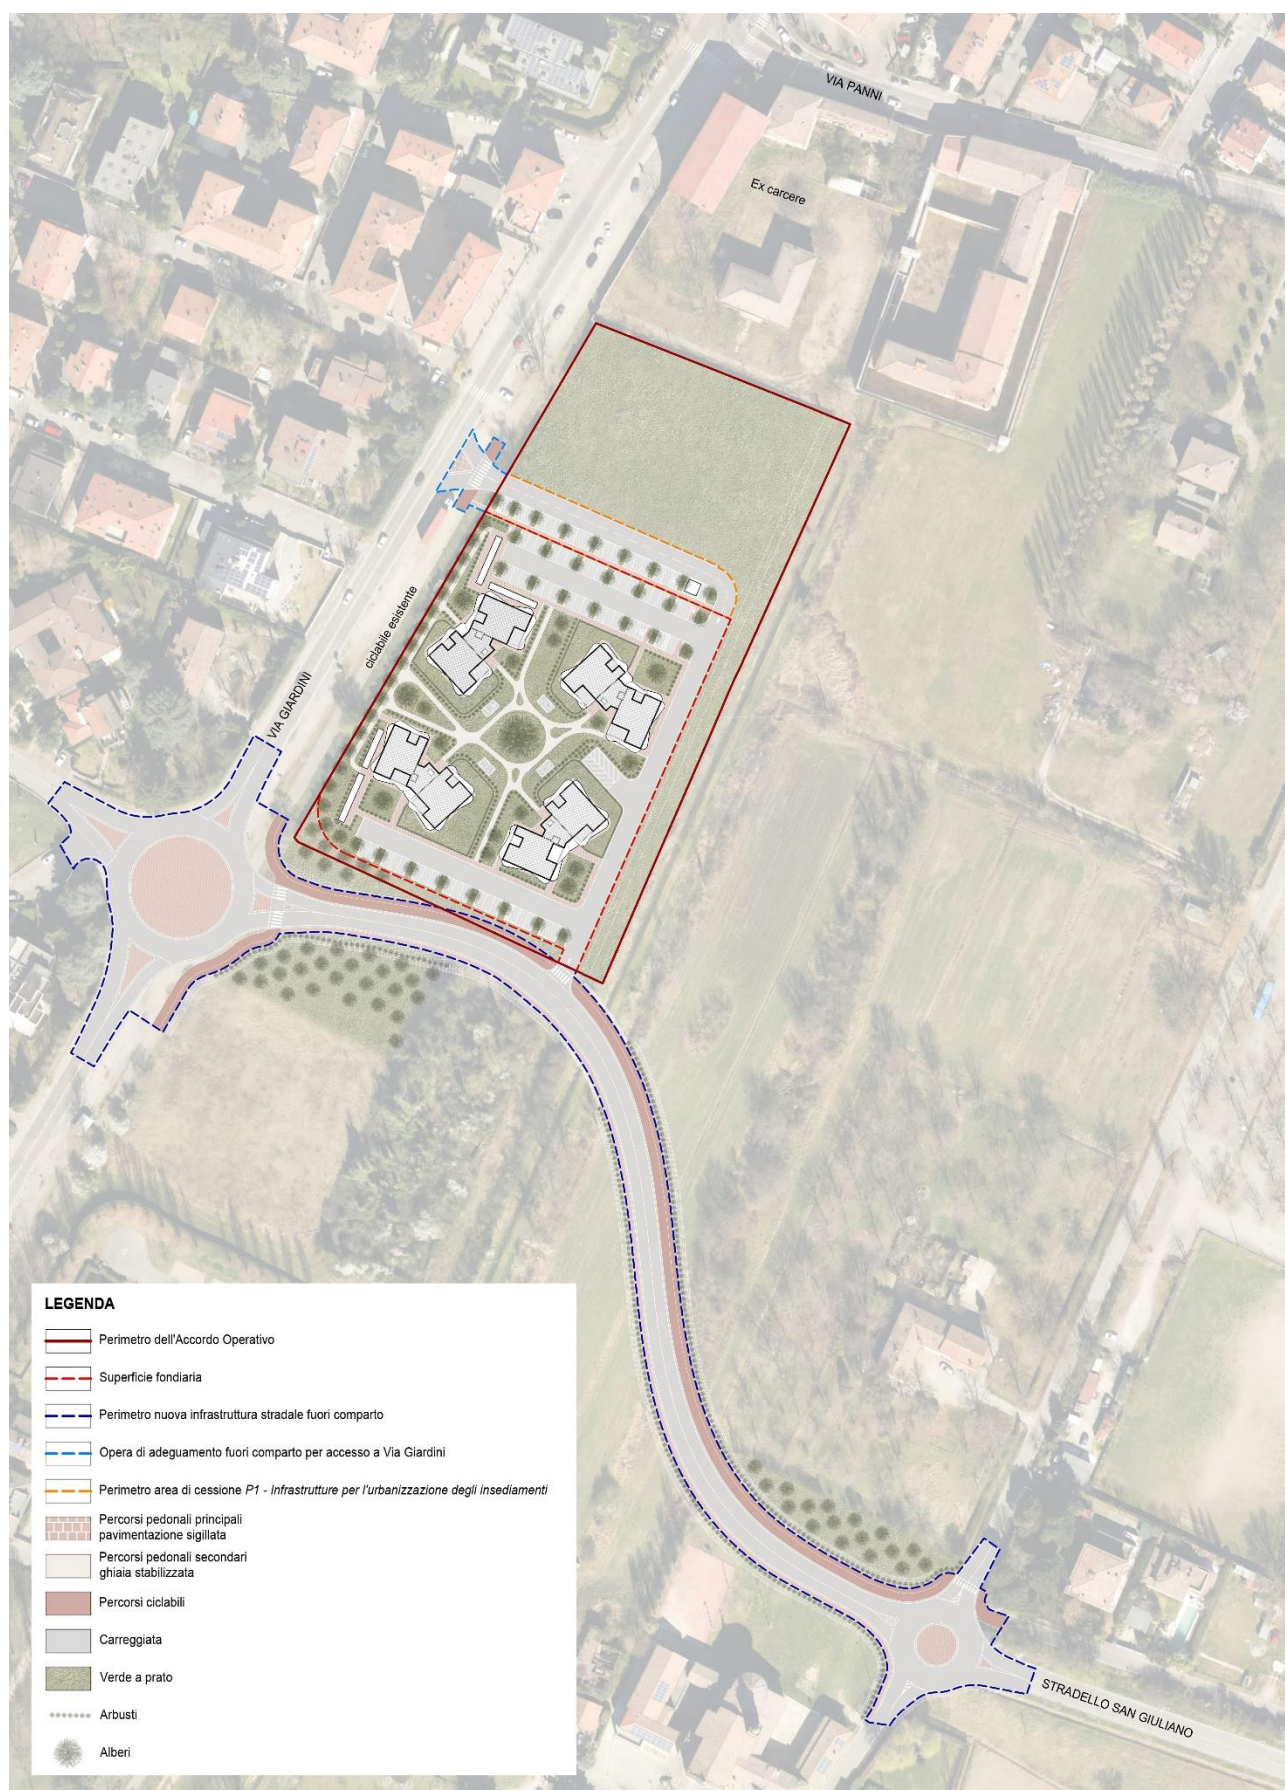 VIA PANNI
Ex carcere
ciclabile esistente
VIA GIARDINI
LEGENDA
Perimetro dell'Accordo Operativo
Superficie fondiaria
Perimetro nuova infrastruttura stradale fuori comparto
Opera di adeguamento fuori comparto per accesso a Via Giardini
Perimetro area di cessione P1 - Infrastrutture per l'urbanizzazione degli insediamenti
Percorsi pedonali principali
pavimentazione sigillata
Percorsi pedonali secondari
ghiaia stabilizzata
Percorsi ciclabili
Carreggiata
Verde a prato
Arbusti
Alberi
STRADELLO SAN GIULIANO